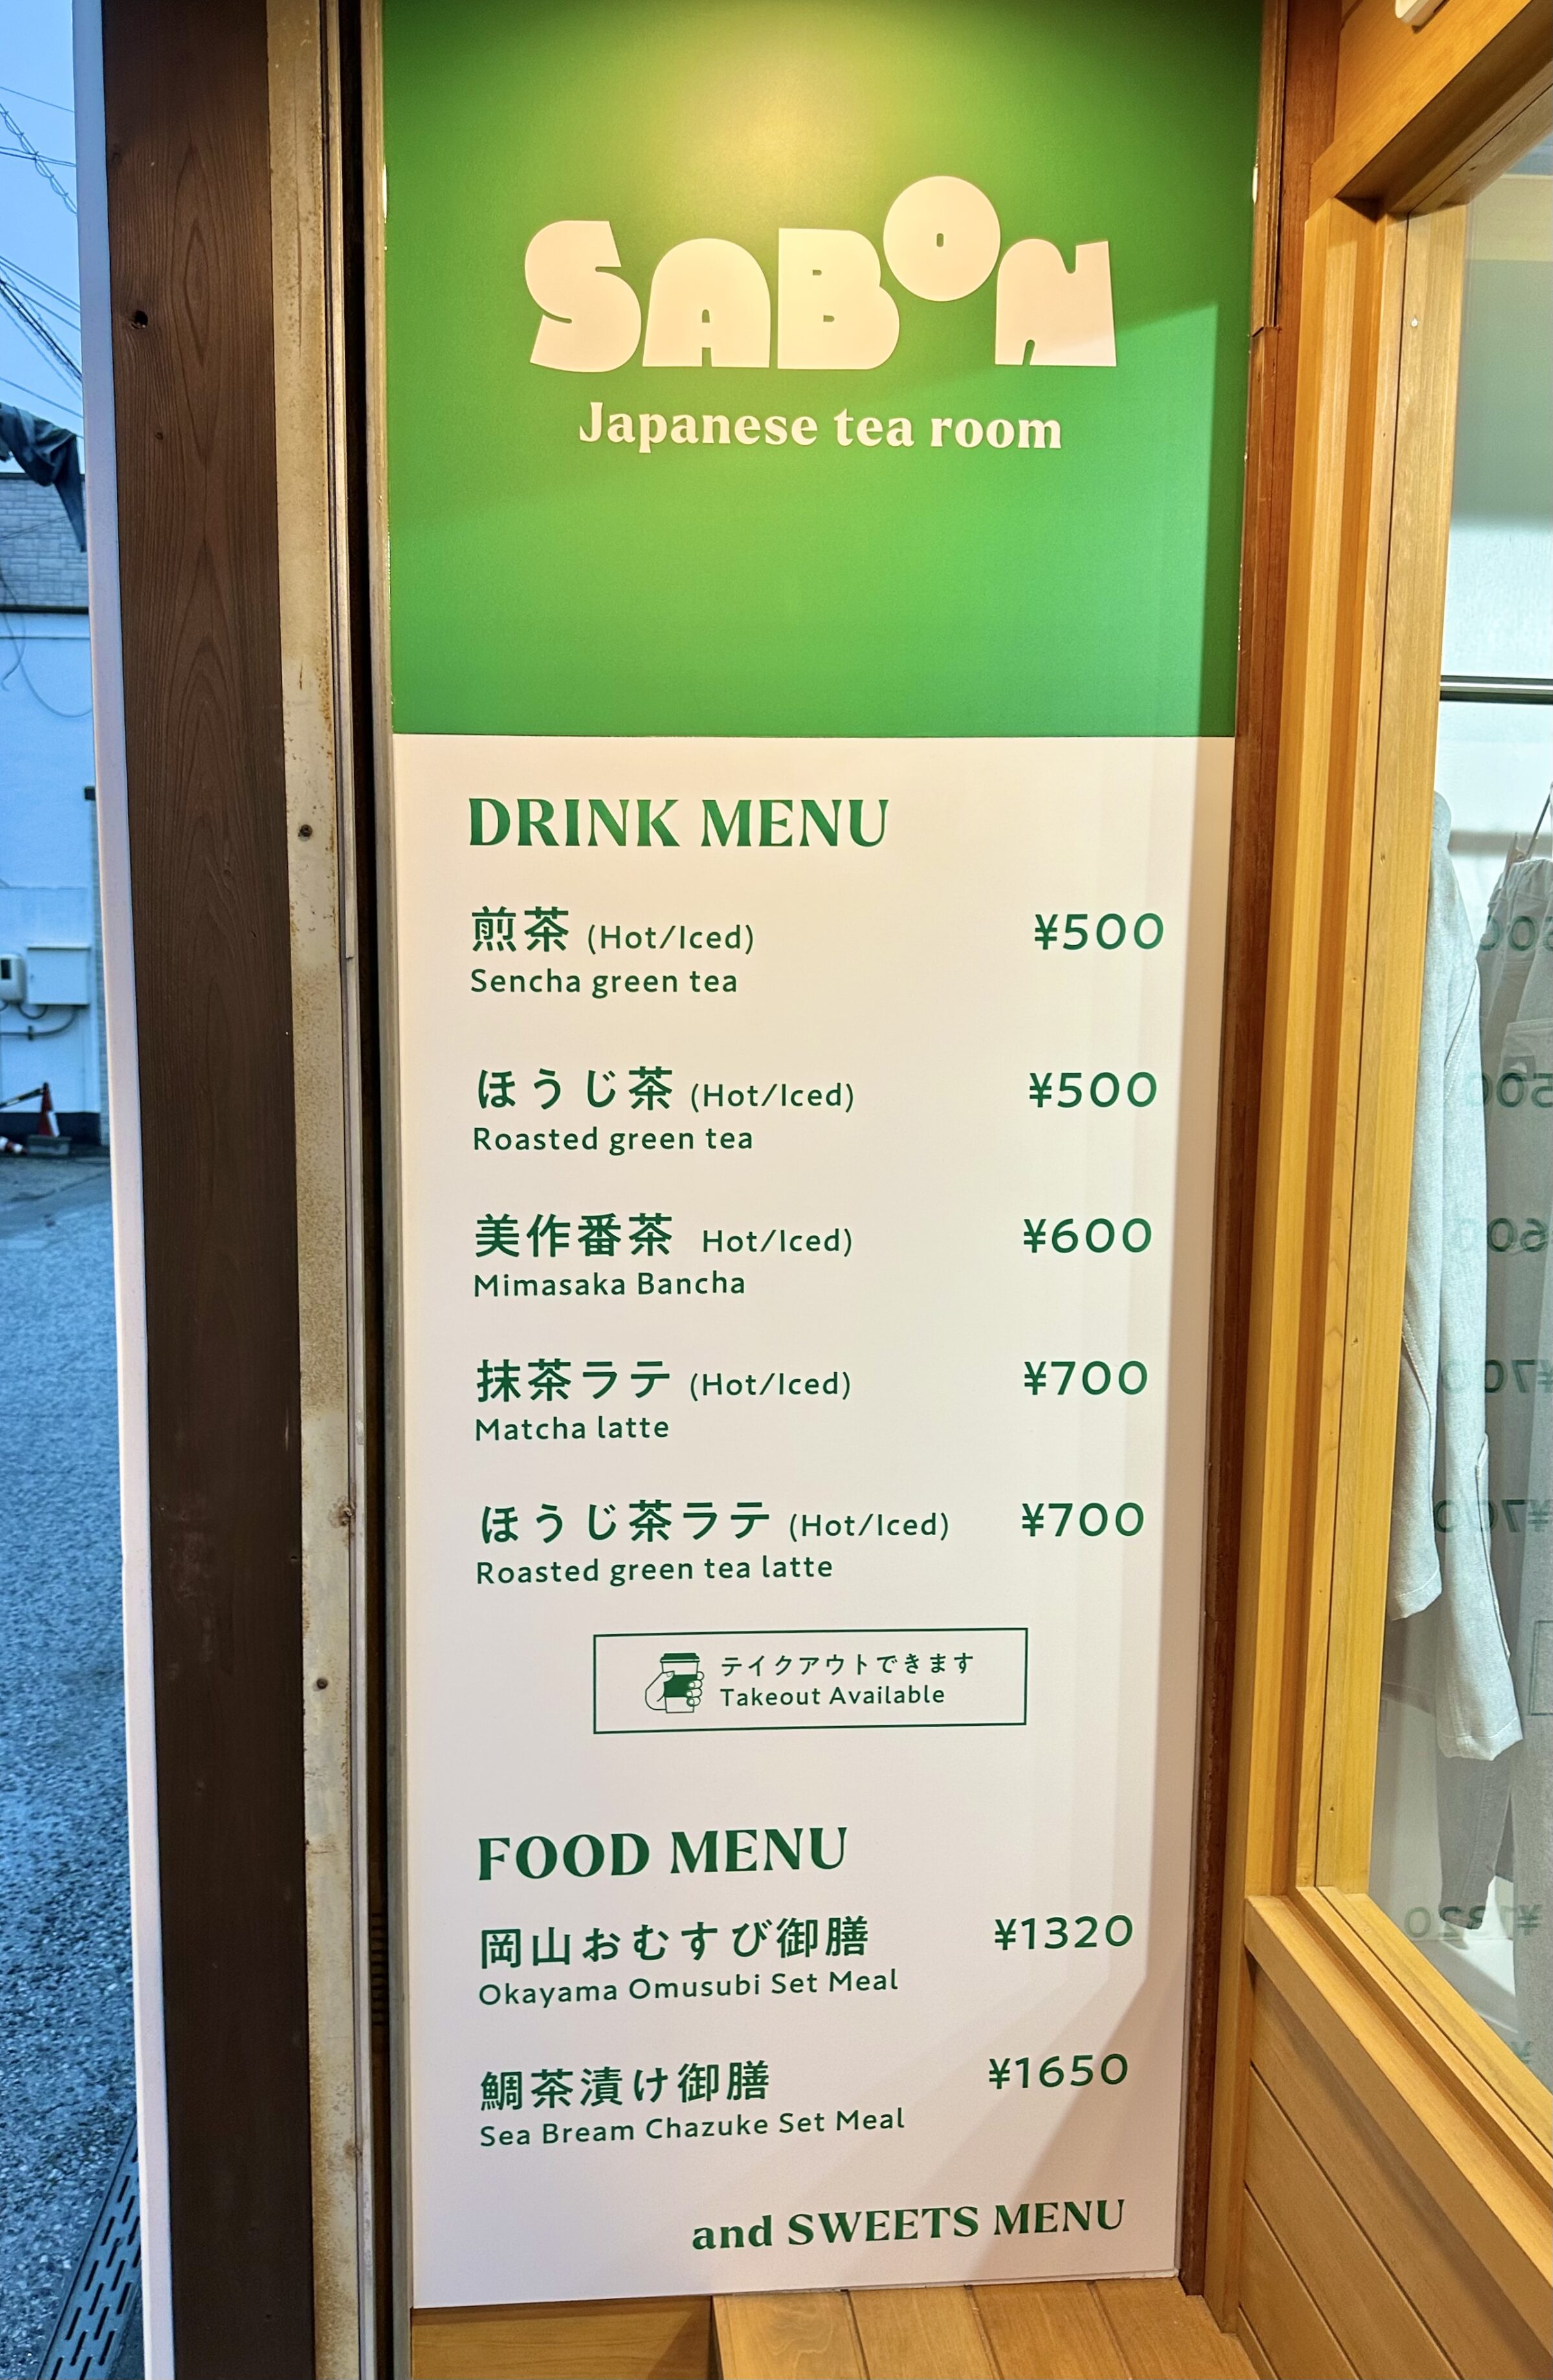 SABON
Japanese tea room
DRINK MENU
煎茶 (Hot/Iced) ¥500
Sencha green tea
ほうじ茶 (Hot/Iced) ¥500
Roasted green tea
美作番茶 Hot/Iced) ¥600
Mimasaka Bancha
抹茶ラテ (Hot/Iced) ¥700
Matcha latte
ほうじ茶ラテ (Hot/Iced) ¥700
Roasted green tea latte
テイクアウトできます
Takeout Available
FOOD MENU
岡山おむすび御膳 ¥1320
Okayama Omusubi Set Meal
鯛茶漬け御膳 ¥1650
Sea Bream Chazuke Set Meal
and SWEETS MENU